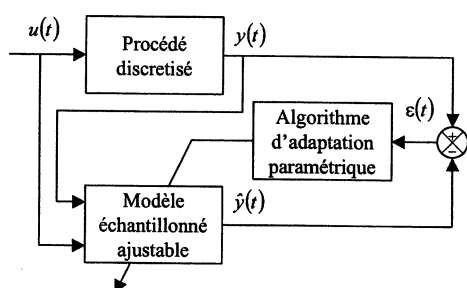 u(t)
Procédé
discretisé
y(t)
Algorithme
d'adaptation
paramétrique
ε(t)
+
−
Modèle
échantillonné
ajustable
ŷ(t)